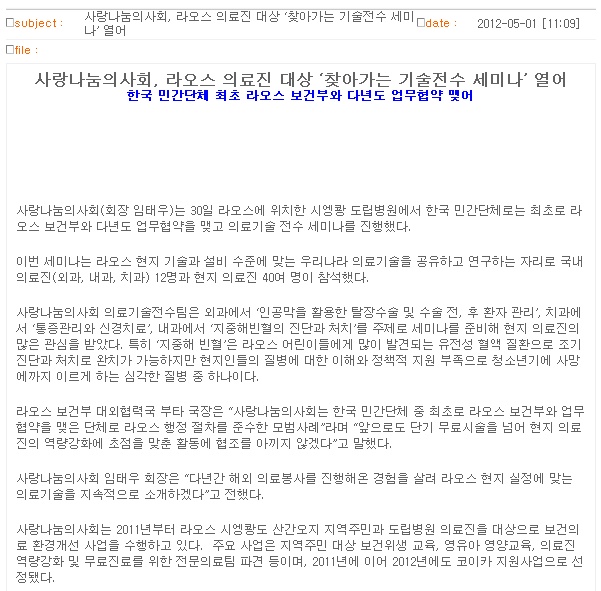 subject :
사랑나눔의사회, 라오스 의료진 대상 ‘찾아가는 기술전수 세미
나’ 열어
date :
2012-05-01 [11:09]
file :
사랑나눔의사회, 라오스 의료진 대상 ‘찾아가는 기술전수 세미나’ 열어
한국 민간단체 최초 라오스 보건부와 다년도 업무협약 맺어
사랑나눔의사회(회장 임태우)는 30일 라오스에 위치한 시엥쾅 도립병원에서 한국 민간단체로는 최초로 라
오스 보건부와 다년도 업무협약을 맺고 의료기술 전수 세미나를 진행했다.
이번 세미나는 라오스 현지 기술과 설비 수준에 맞는 우리나라 의료기술을 공유하고 연구하는 자리로 국내
의료진(외과, 내과, 치과) 12명과 현지 의료진 40여 명이 참석했다.
사랑나눔의사회 의료기술전수팀은 외과에서 ‘인공막을 활용한 탈장수술 및 수술 전, 후 환자 관리’, 치과에
서 ‘통증관리와 신경치료’, 내과에서 ‘지중해빈혈의 진단과 처치’를 주제로 세미나를 준비해 현지 의료진의
많은 관심을 받았다. 특히 ‘지중해 빈혈’은 라오스 어린이들에게 많이 발견되는 유전성 혈액 질환으로 조기
진단과 처치로 완치가 가능하지만 현지인들의 질병에 대한 이해와 정책적 지원 부족으로 청소년기에 사망
에까지 이르게 하는 심각한 질병 중 하나이다.
라오스 보건부 대외협력국 부타 국장은 “사랑나눔의사회는 한국 민간단체 중 최초로 라오스 보건부와 업무
협약을 맺은 단체로 라오스 행정 절차를 준수한 모범사례”라며 “앞으로도 단기 무료시술을 넘어 현지 의료
진의 역량강화에 초점을 맞춘 활동에 협조를 아끼지 않겠다”고 말했다.
사랑나눔의사회 임태우 회장은 “다년간 해외 의료봉사를 진행해온 경험을 살려 라오스 현지 실정에 맞는
의료기술을 지속적으로 소개하겠다”고 전했다.
사랑나눔의사회는 2011년부터 라오스 시엥쾅도 산간오지 지역주민과 도립병원 의료진을 대상으로 보건의
료 환경개선 사업을 수행하고 있다. 주요 사업은 지역주민 대상 보건위생 교육, 영유아 영양교육, 의료진
역량강화 및 무료진료를 위한 전문의료팀 파견 등이며, 2011년에 이어 2012년에도 코이카 지원사업으로 선
정됐다.